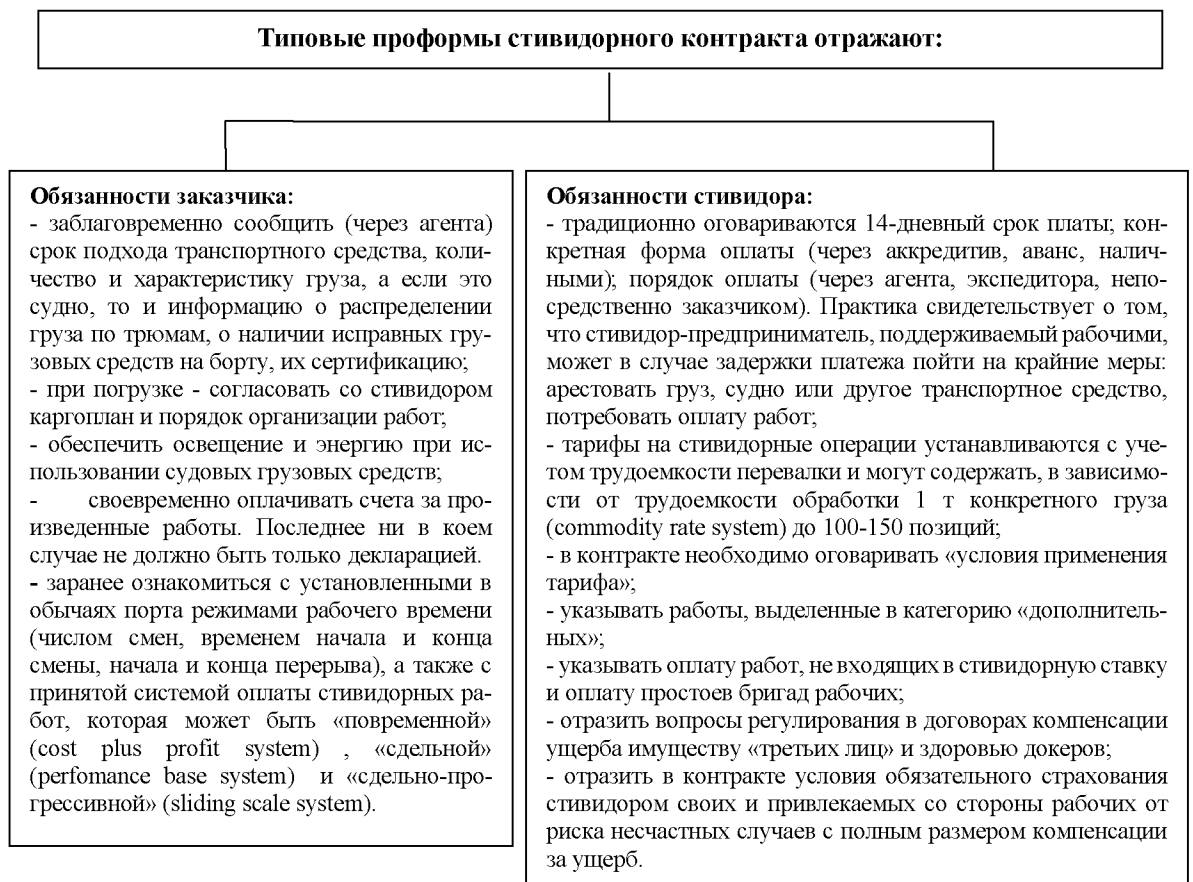 Типовые проформы стивидорного контракта отражают:
Обязанности заказчика:
- заблаговременно сообщить (через агента)
срок подхода транспортного средства, коли-
чество и характеристику груза, а если это
судно, то и информацию о распределении
груза по трюмам, о наличии исправных гру-
зовых средств на борту, их сертификацию;
- при погрузке - согласовать со стивидором
каргоплан и порядок организации работ;
- обеспечить освещение и энергию при ис-
пользовании судовых грузовых средств;
- своевременно оплачивать счета за про-
изведенные работы. Последнее ни в коем
случае не должно быть только декларацией.
- заранее ознакомиться с установленными в
обычаях порта режимами рабочего времени
(числом смен, временем начала и конца
смены, начала и конца перерыва), а также с
принятой системой оплаты стивидорных ра-
бот, которая может быть «повременной»
(cost plus profit system) , «сдельной»
(perfomance base system) и «сдельно-про-
грессивной» (sliding scale system).
Обязанности стивидора:
- традиционно оговариваются 14-дневный срок платы; кон-
кретная форма оплаты (через аккредитив, аванс, налич-
ными); порядок оплаты (через агента, экспедитора, непо-
средственно заказчиком). Практика свидетельствует о том,
что стивидор-предприниматель, поддерживаемый рабочими,
может в случае задержки платежа пойти на крайние меры:
арестовать груз, судно или другое транспортное средство,
потребовать оплату работ;
- тарифы на стивидорные операции устанавливаются с уче-
том трудоемкости перевалки и могут содержать, в зависимо-
сти от трудоемкости обработки 1 т конкретного груза
(commodity rate system) до 100-150 позиций;
- в контракте необходимо оговаривать «условия применения
тарифа»;
- указывать работы, выделенные в категорию «дополнитель-
ных»;
- указывать оплату работ, не входящих в стивидорную ставку
и оплату простоев бригад рабочих;
- отразить вопросы регулирования в договорах компенсации
ущерба имуществу «третьих лиц» и здоровью докеров;
- отразить в контракте условия обязательного страхования
стивидором своих и привлекаемых со стороны рабочих от
риска несчастных случаев с полным размером компенсации
за ущерб.